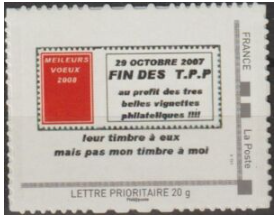 MEILEURS
VOEUX
2008
29 OCTOBRE 2007
FIN DES T.P.P
au profit des tres
belles viguettes
philateliques !!!!
leur timbre à eux
mais pas mon timbre à moi
FRANCE
La Poste
LETTRE PRIORITAIRE 20 g